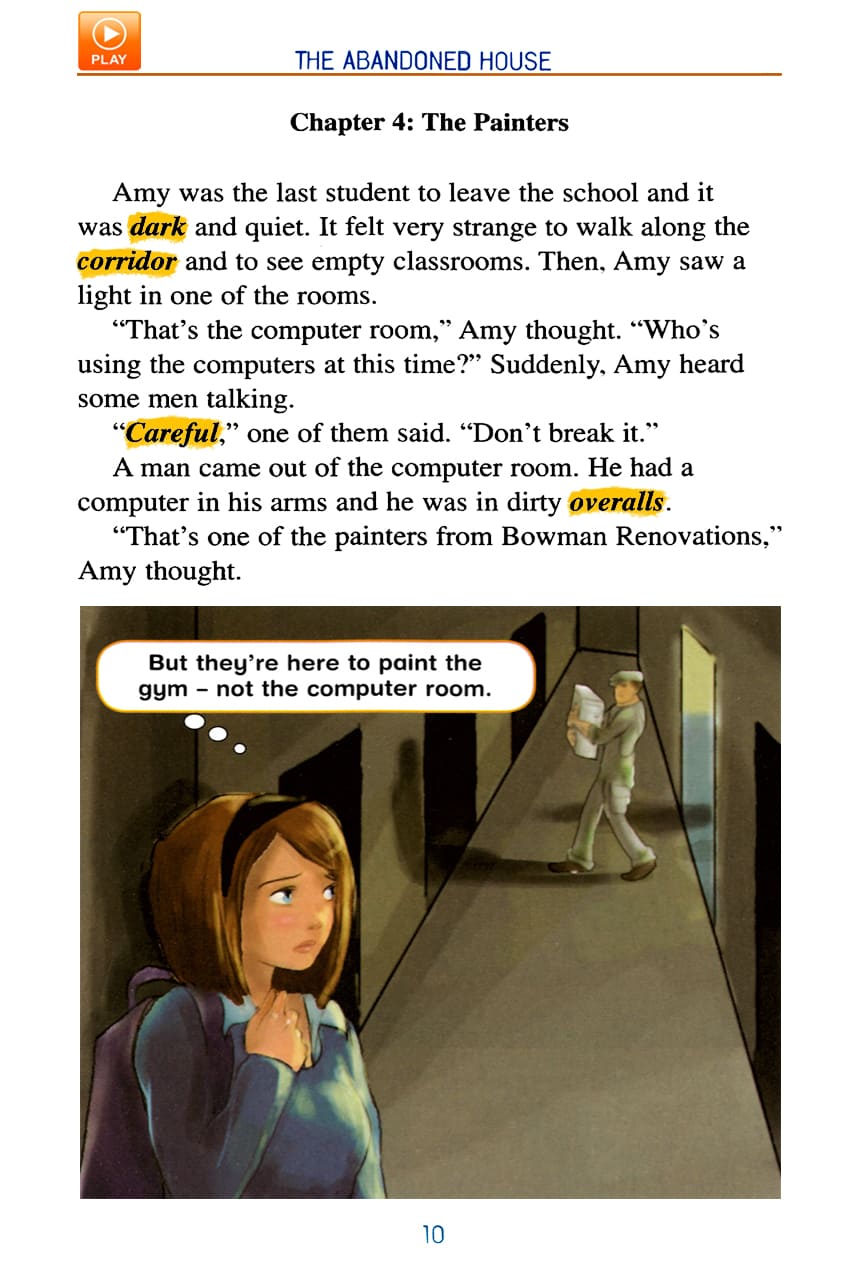 PLAY
THE ABANDONED HOUSE
Chapter 4: The Painters
Amy was the last student to leave the school and it
was dark and quiet. It felt very strange to walk along the
corridor and to see empty classrooms. Then, Amy saw a
light in one of the rooms.
“That’s the computer room,” Amy thought. “Who’s
using the computers at this time?” Suddenly, Amy heard
some men talking.
“Careful,” one of them said. “Don’t break it.”
A man came out of the computer room. He had a
computer in his arms and he was in dirty overalls.
“That’s one of the painters from Bowman Renovations,”
Amy thought.
But they’re here to paint the
gym – not the computer room.
10